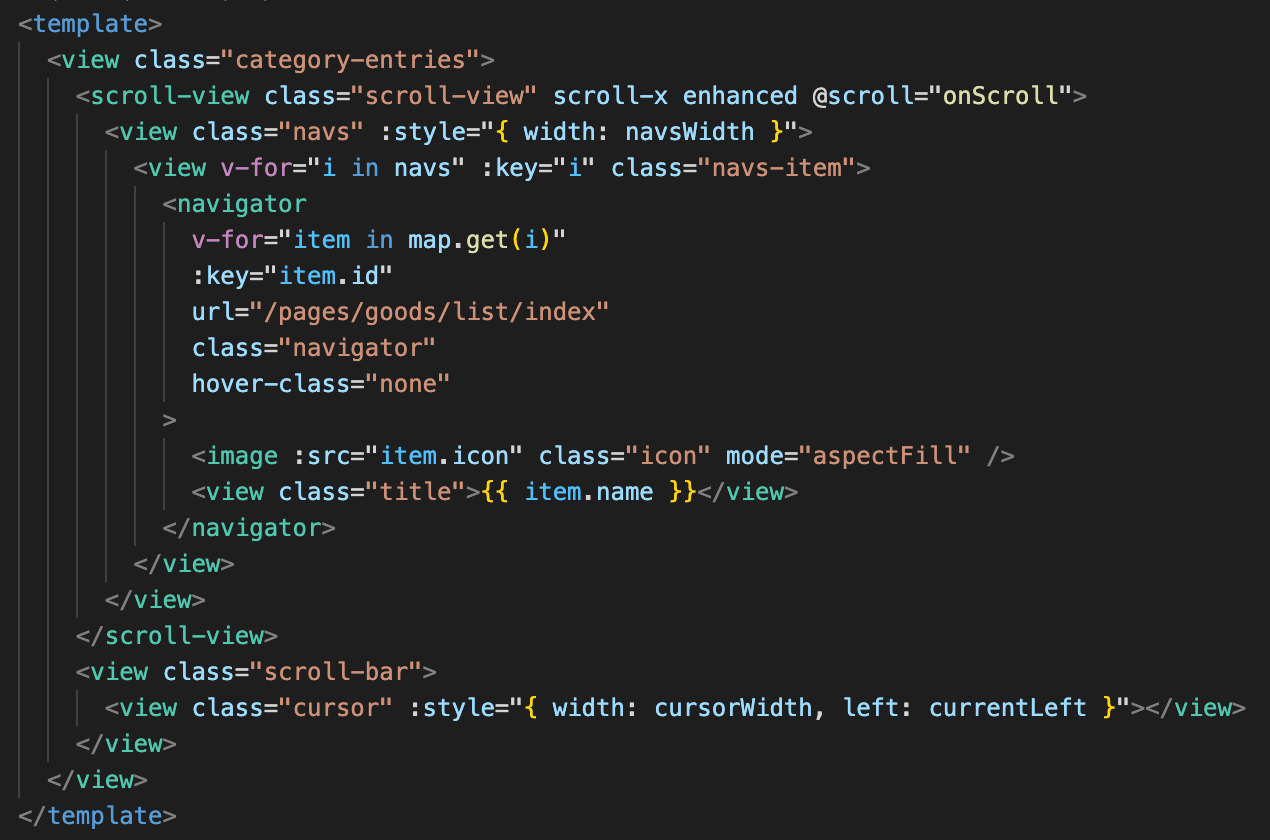 <template>
  <view class="category-entries">
    <scroll-view class="scroll-view" scroll-x enhanced @scroll="onScroll">
      <view class="navs" :style="{ width: navsWidth }">
        <view v-for="i in navs" :key="i" class="navs-item">
          <navigator
            v-for="item in map.get(i)"
            :key="item.id"
            url="/pages/goods/list/index"
            class="navigator"
            hover-class="none"
          >
            <image :src="item.icon" class="icon" mode="aspectFill" />
            <view class="title">{{ item.name }}</view>
          </navigator>
        </view>
      </view>
    </scroll-view>
    <view class="scroll-bar">
      <view class="cursor" :style="{ width: cursorWidth, left: currentLeft }"></view>
    </view>
  </view>
</template>